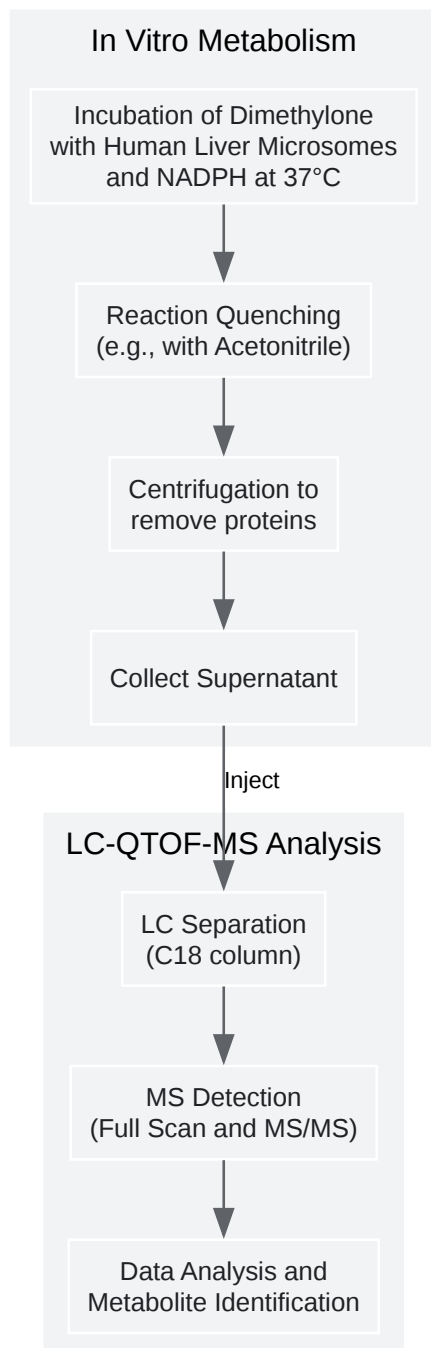 In Vitro Metabolism
Incubation of Dimethylone
with Human Liver Microsomes
and NADPH at 37°C
Reaction Quenching
(e.g., with Acetonitrile)
Centrifugation to
remove proteins
Collect Supernatant
Inject
LC-QTOF-MS Analysis
LC Separation
(C18 column)
MS Detection
(Full Scan and MS/MS)
Data Analysis and
Metabolite Identification